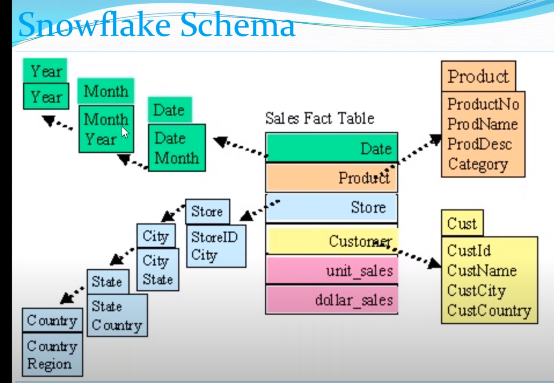 Snowflake Schema
Year
Year
Month
Month
Year
Date
Date
Month
Sales Fact Table
Date
Product
Store
Customer
unit_sales
dollar_sales
Product
ProductNo
ProdName
ProdDesc
Category
Cust
CustId
CustName
CustCity
CustCountry
Store
StoreID
City
City
City
State
State
State
Country
Country
Country
Region